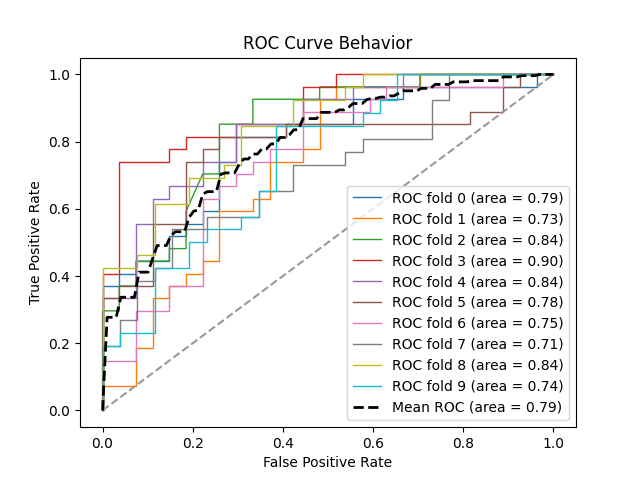 ROC Curve Behavior
True Positive Rate
1.0
0.8
0.6
0.4
0.2
0.0
ROC fold 0 (area = 0.79)
ROC fold 1 (area = 0.73)
ROC fold 2 (area = 0.84)
ROC fold 3 (area = 0.90)
ROC fold 4 (area = 0.84)
ROC fold 5 (area = 0.78)
ROC fold 6 (area = 0.75)
ROC fold 7 (area = 0.71)
ROC fold 8 (area = 0.84)
ROC fold 9 (area = 0.74)
Mean ROC (area = 0.79)
0.0 0.2 0.4 0.6 0.8 1.0
False Positive Rate